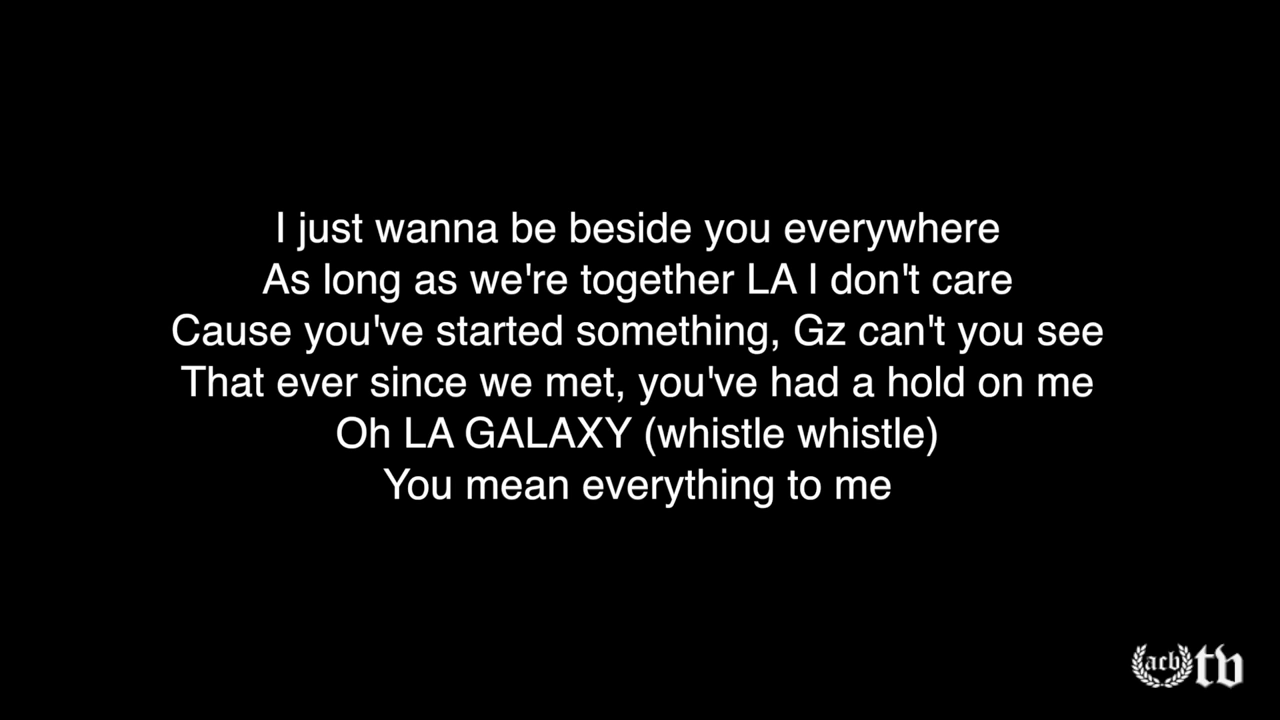 I just wanna be beside you everywhere
As long as we're together LA I don't care
Cause you've started something, Gz can't you see
That ever since we met, you've had a hold on me
Oh LA GALAXY (whistle whistle)
You mean everything to me
acb tv